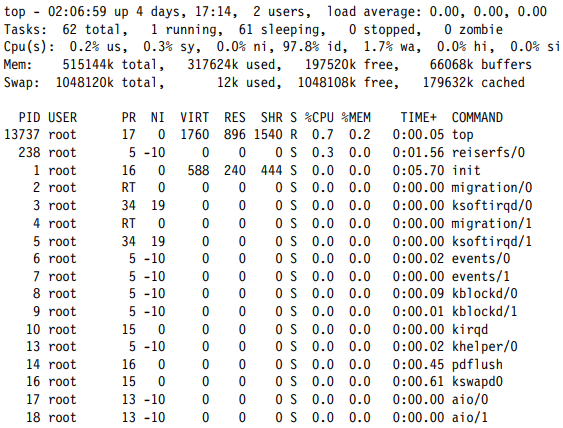 top - 02:06:59 up 4 days, 17:14,  2 users,  load average: 0.00, 0.00, 0.00
Tasks:  62 total,   1 running,  61 sleeping,   0 stopped,   0 zombie
Cpu(s):  0.2% us,  0.3% sy,  0.0% ni, 97.8% id,  1.7% wa,  0.0% hi,  0.0% si
Mem:    515144k total,   317624k used,   197520k free,    66068k buffers
Swap:  1048120k total,       12k used,  1048108k free,   179632k cached
  PID USER      PR  NI  VIRT  RES  SHR S %CPU %MEM    TIME+  COMMAND
13737 root      17   0  1760  896 1540 R  0.7  0.2   0:00.05 top
  238 root       5 -10     0    0    0 S  0.3  0.0   0:01.56 reiserfs/0
    1 root      16   0   588  240  444 S  0.0  0.0   0:05.70 init
    2 root      RT   0     0    0    0 S  0.0  0.0   0:00.00 migration/0
    3 root      34  19     0    0    0 S  0.0  0.0   0:00.00 ksoftirqd/0
    4 root      RT   0     0    0    0 S  0.0  0.0   0:00.00 migration/1
    5 root      34  19     0    0    0 S  0.0  0.0   0:00.00 ksoftirqd/1
    6 root       5 -10     0    0    0 S  0.0  0.0   0:00.02 events/0
    7 root       5 -10     0    0    0 S  0.0  0.0   0:00.00 events/1
    8 root       5 -10     0    0    0 S  0.0  0.0   0:00.09 kblockd/0
    9 root       5 -10     0    0    0 S  0.0  0.0   0:00.01 kblockd/1
   10 root      15   0     0    0    0 S  0.0  0.0   0:00.00 kirqd
   13 root       5 -10     0    0    0 S  0.0  0.0   0:00.02 khelper/0
   14 root      16   0     0    0    0 S  0.0  0.0   0:00.45 pdflush
   16 root      15   0     0    0    0 S  0.0  0.0   0:00.61 kswapd0
   17 root      13 -10     0    0    0 S  0.0  0.0   0:00.00 aio/0
   18 root      13 -10     0    0    0 S  0.0  0.0   0:00.00 aio/1